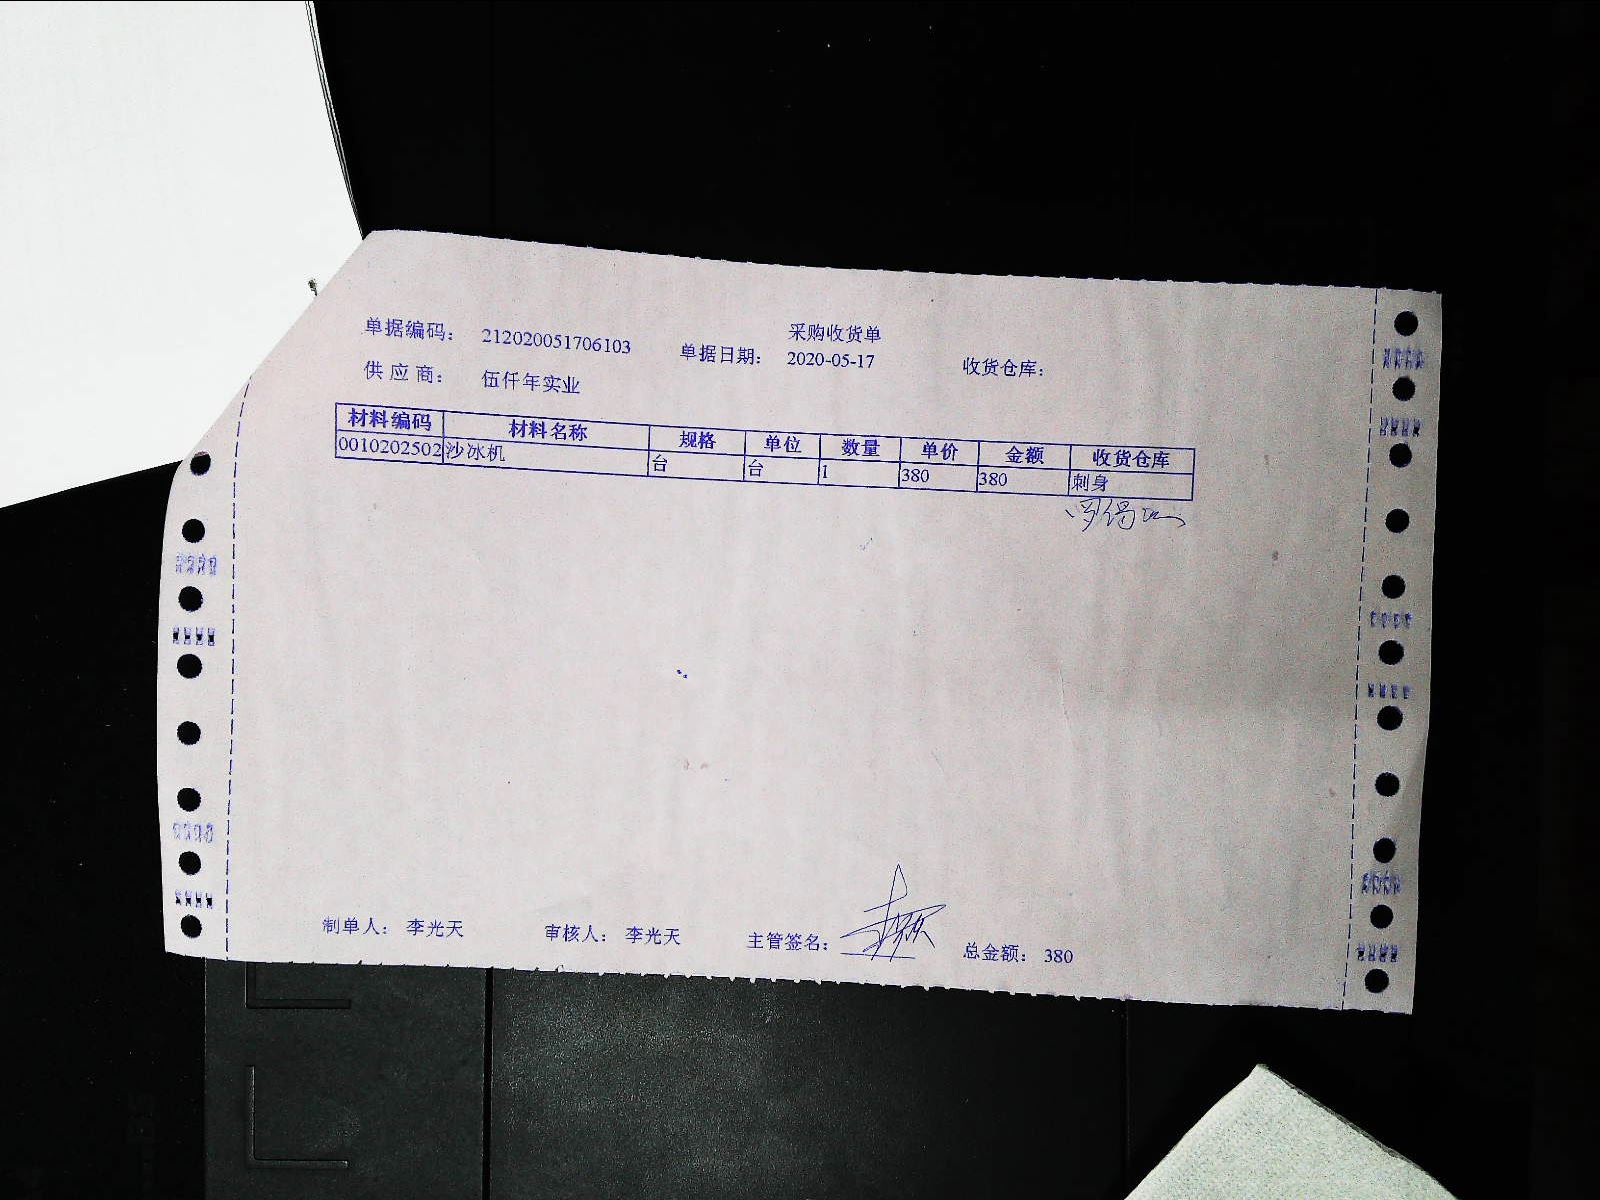 采购收货单
单据编码： 212020051706103 单据日期： 2020-05-17 收货仓库：
供 应 商： 伍仟年实业
材料编码 材料名称 规格 单位 数量 单价 金额 收货仓库
0010202502 沙冰机 台 台 1 380 380 刺身
制单人： 李光天 审核人： 李光天 主管签名： 总金额： 380